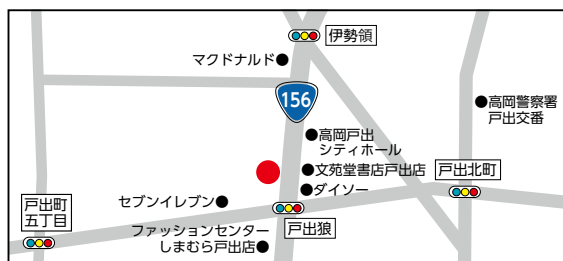 伊勢領
マクドナルド
156
高岡警察署
戸出交番
高岡戸出
シティホール
文苑堂書店戸出店
戸出北町
ダイソー
セブンイレブン
戸出町
五丁目
戸出狼
ファッションセンター
しまむら戸出店